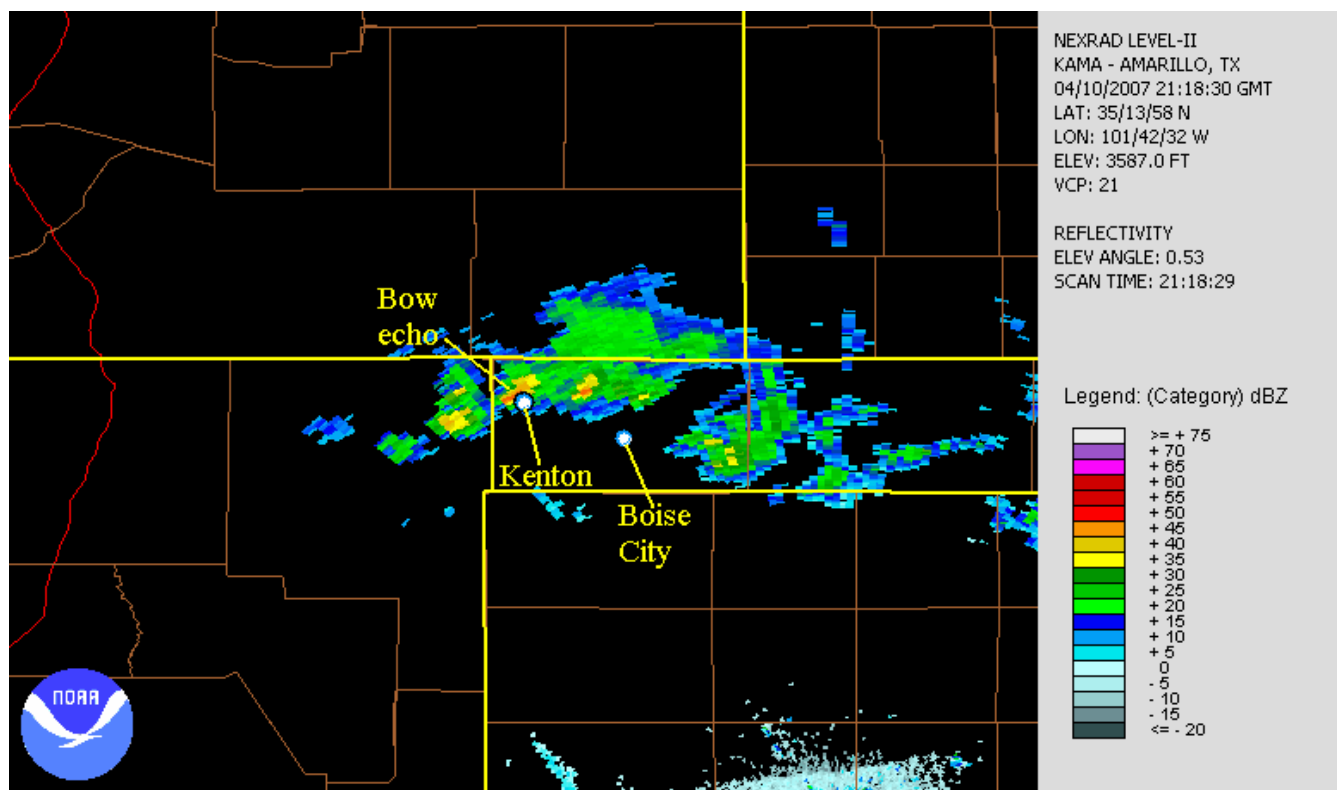 NEXRAD LEVEL-II
KAMA - AMARILLO, TX
04/10/2007 21:18:30 GMT
LAT: 35/13/58 N
LON: 101/42/32 W
ELEV: 3587.0 FT
VCP: 21
REFLECTIVITY
ELEV ANGLE: 0.53
SCAN TIME: 21:18:29
Bow
echo
Kenton
Boise
City
Legend: (Category) dBZ
>= + 75
+ 70
+ 65
+ 60
+ 55
+ 50
+ 45
+ 40
+ 35
+ 30
+ 25
+ 20
+ 15
+ 10
+ 5
0
- 5
- 10
- 15
<= - 20
NOAA